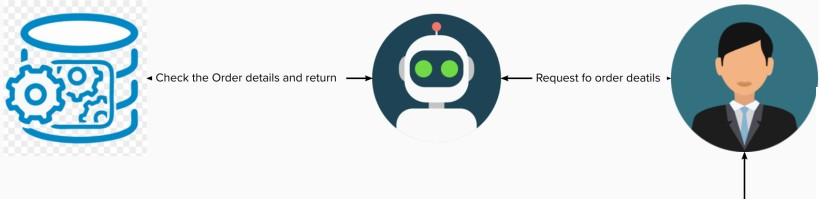 Check the Order details and return
Request fo order deatils